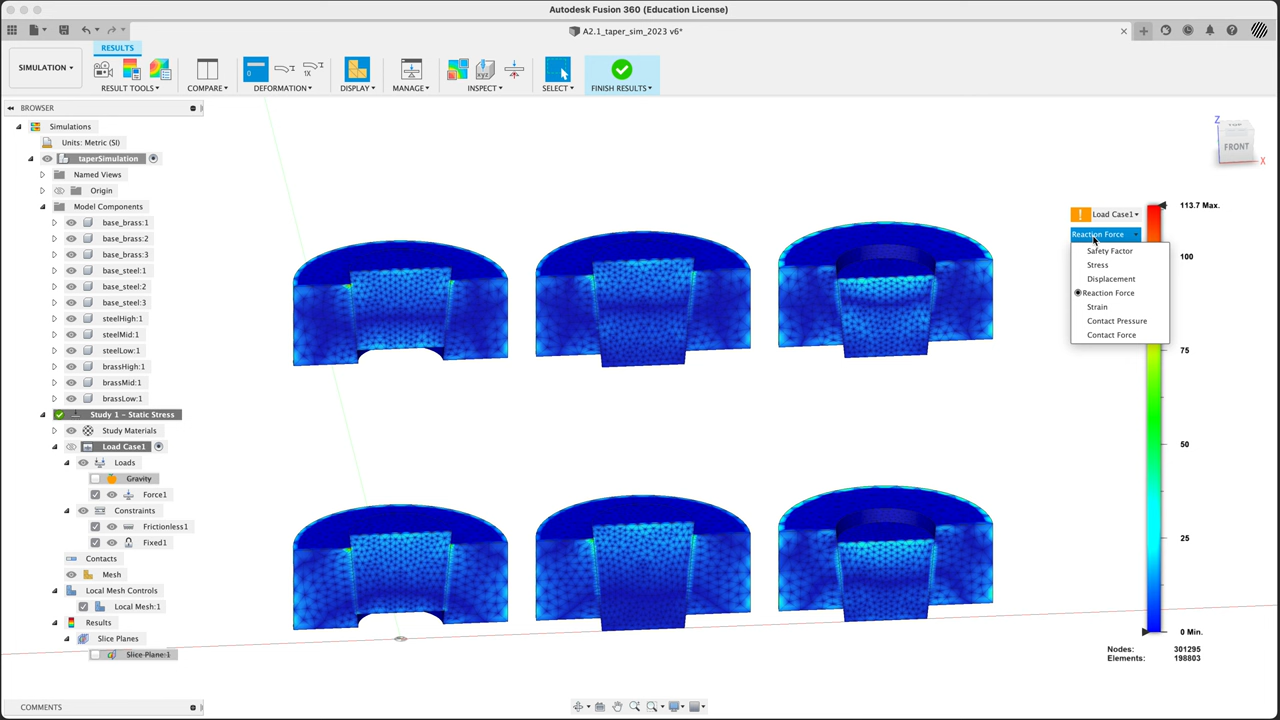 Autodesk Fusion 360 (Education License)
A2.1_taper_sim_2023 v6*
RESULTS
SIMULATION
RESULT TOOLS
COMPARE
DEFORMATION
DISPLAY
MANAGE
INSPECT
SELECT
FINISH RESULTS
BROWSER
Simulations
Units: Metric (SI)
taperSimulation
Named Views
Origin
Model Components
base_brass:1
base_brass:2
base_brass:3
base_steel:1
base_steel:2
base_steel:3
steelHigh:1
steelMid:1
steelLow:1
brassHigh:1
brassMid:1
brassLow:1
Study 1 - Static Stress
Study Materials
Load Case1
Loads
Gravity
Force1
Constraints
Frictionless1
Fixed1
Contacts
Mesh
Local Mesh Controls
Local Mesh:1
Results
Slice Planes
Slice Plane:1
COMMENTS
Z
TOP
FRONT
X
Load Case1
Reaction Force
Safety Factor
Stress
Displacement
Reaction Force
Strain
Contact Pressure
Contact Force
113.7 Max.
100
75
50
25
0 Min.
Nodes: 301295
Elements: 198803